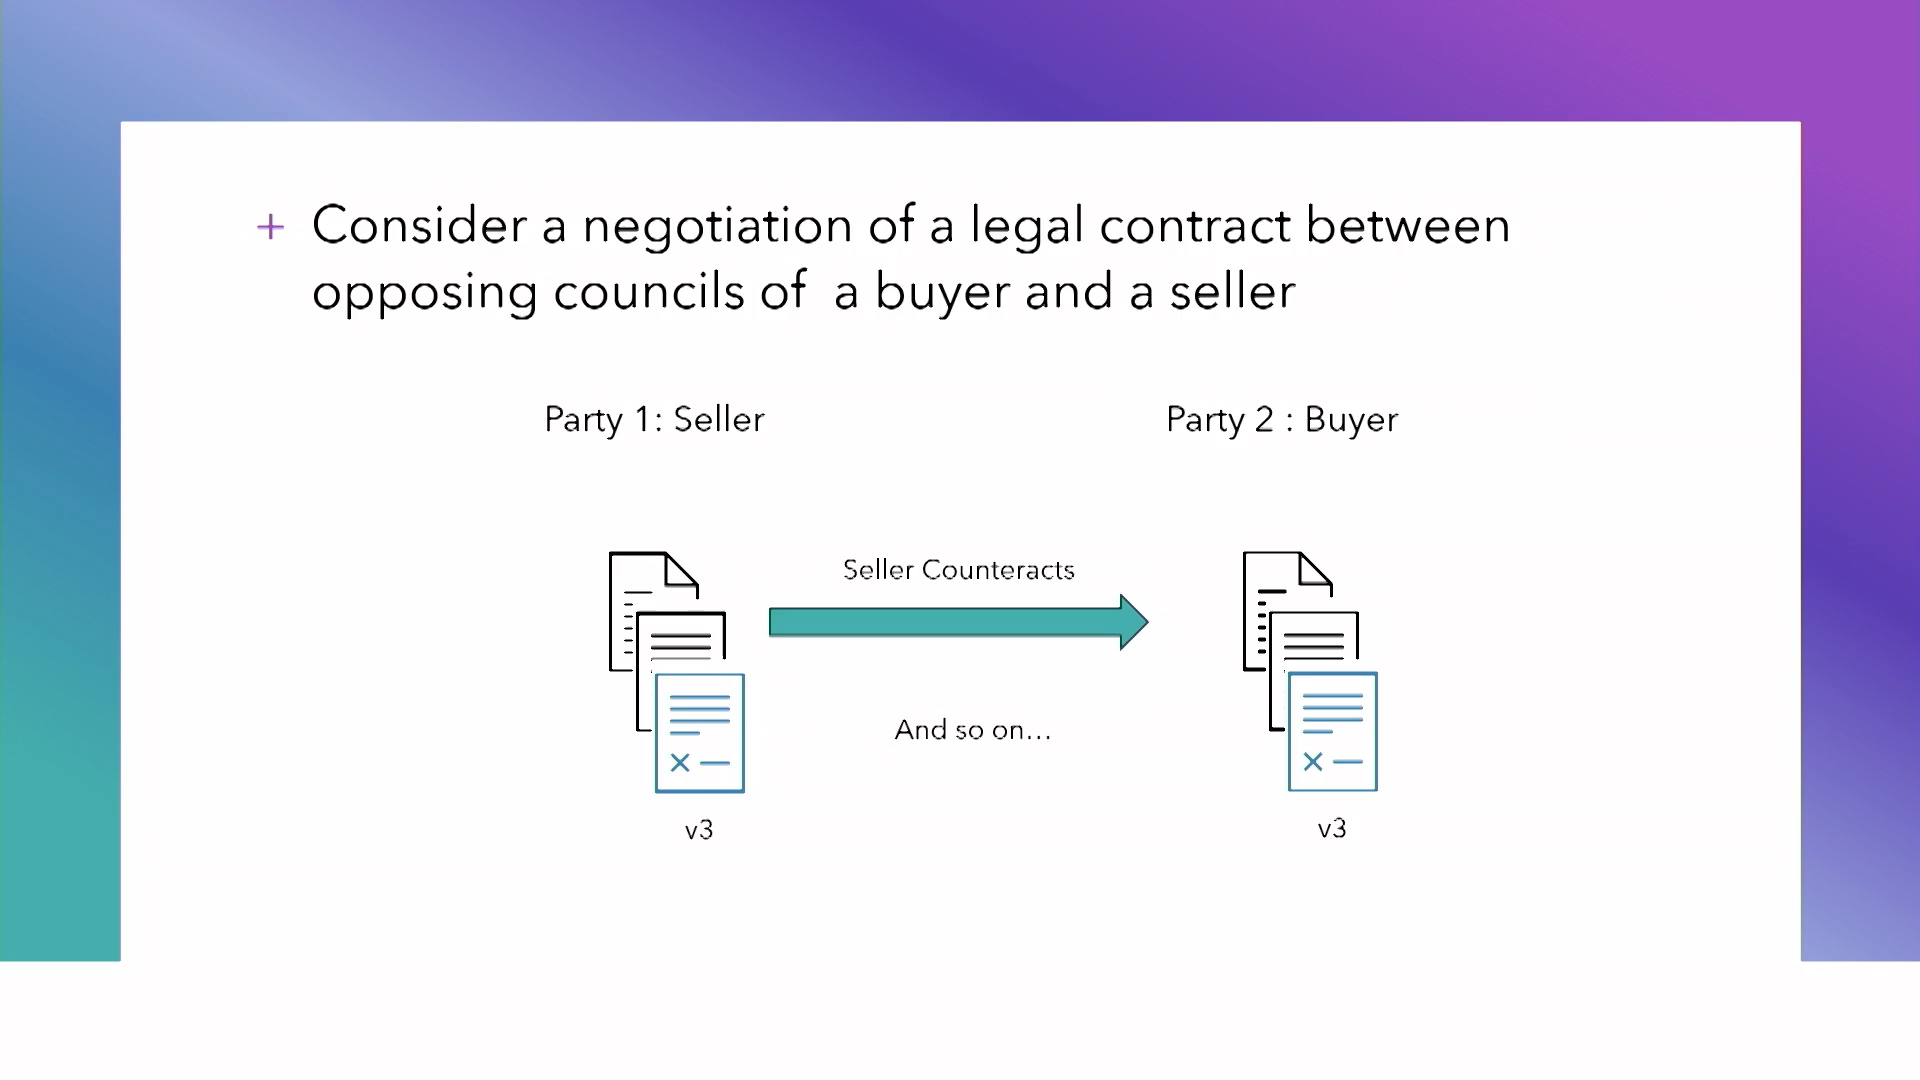 + Consider a negotiation of a legal contract between
opposing councils of a buyer and a seller
Party 1: Seller
Party 2 : Buyer
Seller Counteracts
And so on...
v3
v3